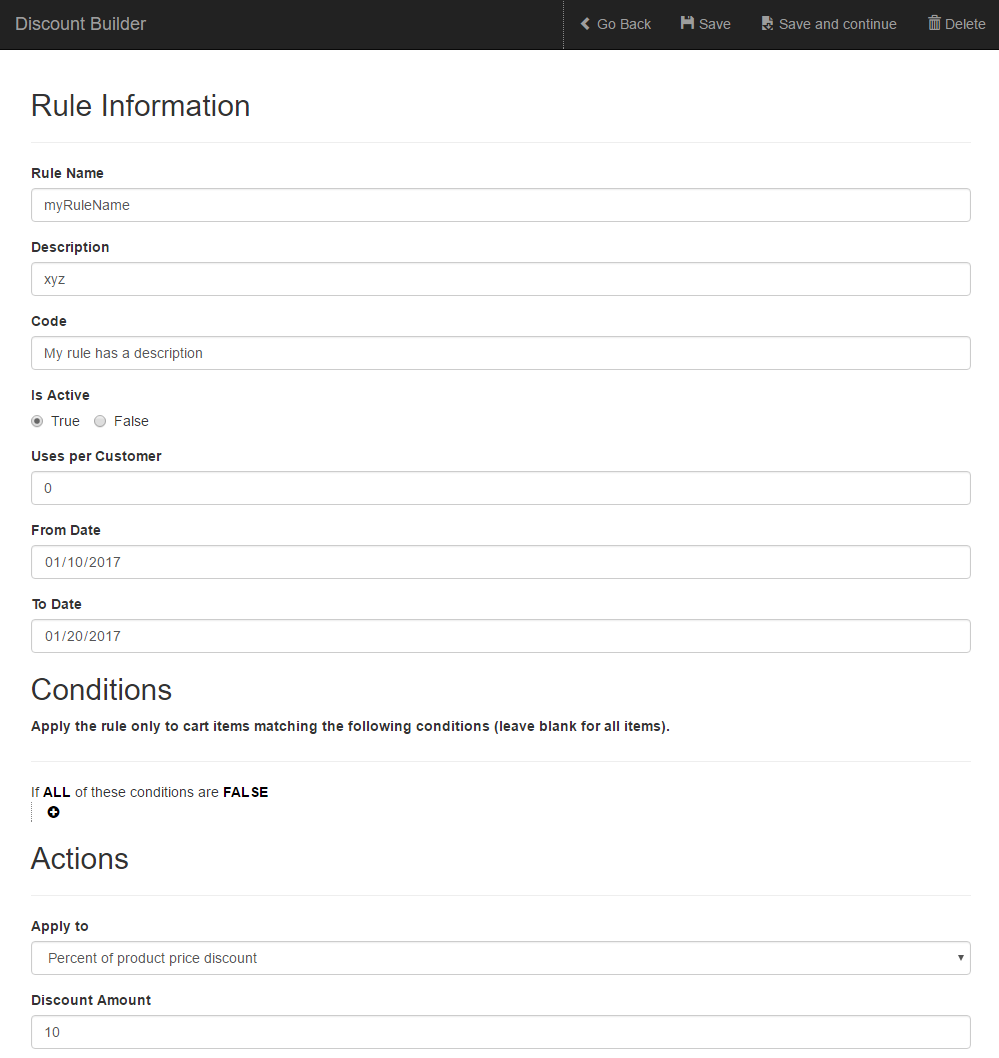 Discount Builder
Go Back
Save
Save and continue
Delete
Rule Information
Rule Name
myRuleName
Description
xyz
Code
My rule has a description
Is Active
True False
Uses per Customer
0
From Date
01/10/2017
To Date
01/20/2017
Conditions
Apply the rule only to cart items matching the following conditions (leave blank for all items).
If ALL of these conditions are FALSE
Actions
Apply to
Percent of product price discount
Discount Amount
10